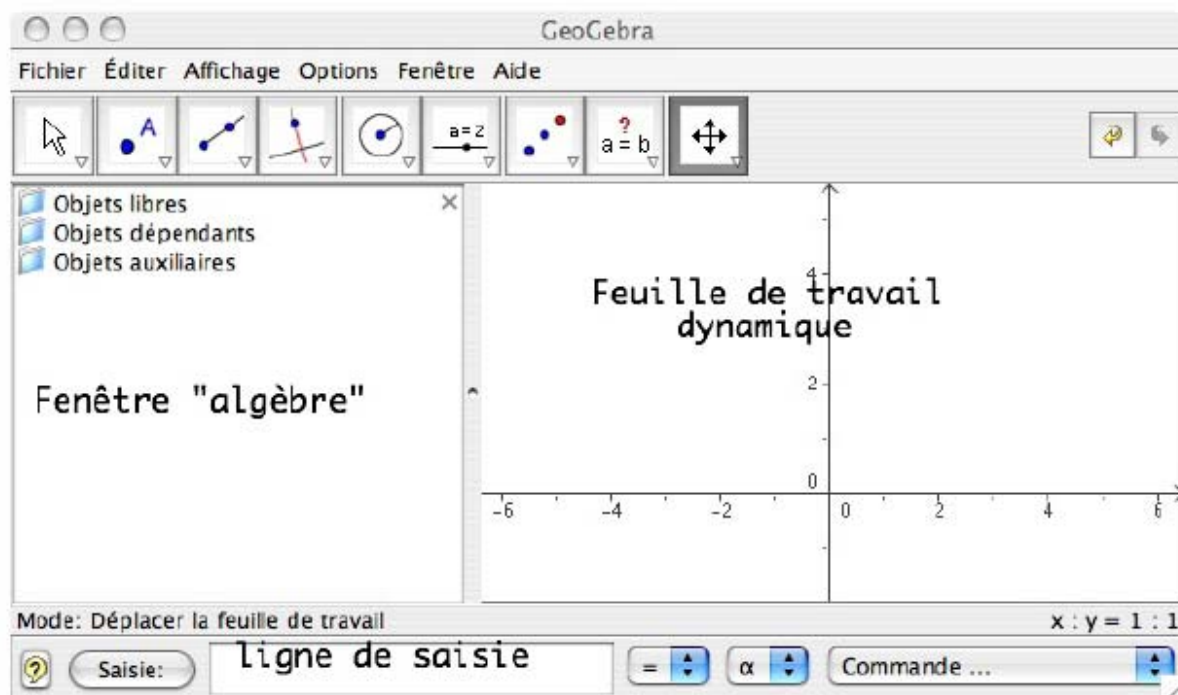 GeoGebra
Fichier Éditer Affichage Options Fenêtre Aide
A
a=2
?
a = b
Objets libres
Objets dépendants
Objets auxiliaires
Fenêtre "algèbre"
Feuille de travail
dynamique
4
2
0
-6 -4 -2 0 2 4 6
Mode: Déplacer la feuille de travail
x : y = 1 : 1
? Saisie: ligne de saisie = α Commande ...